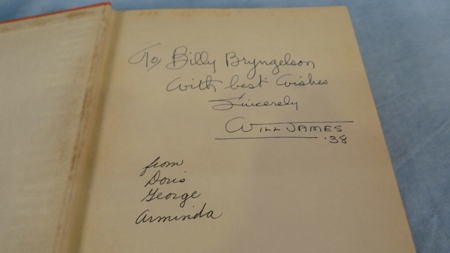 To Billy Bryngelson
With best Wishes
Sincerely
WILL JAMES
'38
from
Doris
George
Arminda